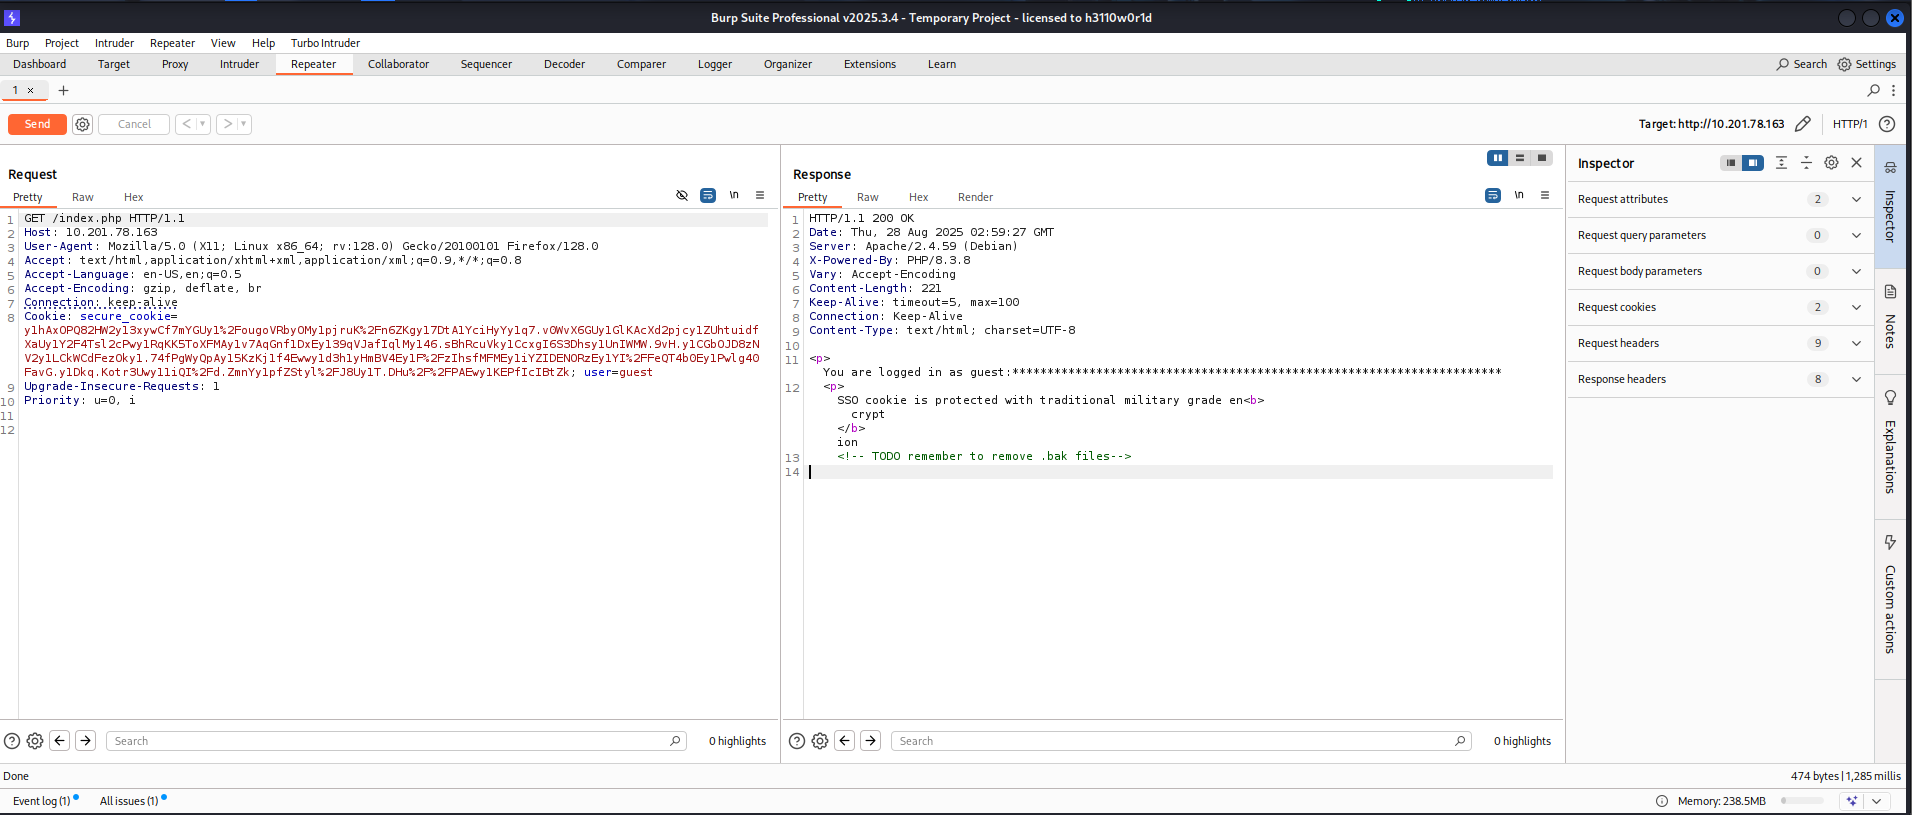 Burp Suite Professional v2025.3.4 - Temporary Project - licensed to h3110w0r1d
Burp Project Intruder Repeater View Help Turbo Intruder
Dashboard Target Proxy Intruder Repeater Collaborator Sequencer Decoder Comparer Logger Organizer Extensions Learn Search Settings
1 × +
Send Cancel < > Target: http://10.201.78.163 HTTP/1
Request
Pretty Raw Hex \n
1 GET /index.php HTTP/1.1
2 Host: 10.201.78.163
3 User-Agent: Mozilla/5.0 (X11; Linux x86_64; rv:128.0) Gecko/20100101 Firefox/128.0
4 Accept: text/html,application/xhtml+xml,application/xml;q=0.9,*/*;q=0.8
5 Accept-Language: en-US,en;q=0.5
6 Accept-Encoding: gzip, deflate, br
7 Connection: keep-alive
8 Cookie: secure_cookie=
y1hAxOPQ82HW2yl3xywCf7mYGUy1%2FougoVRbyOMy1pjruK%2Fn6ZKgy17DtA1YciHyYy1q7.vOWvX6GUy1GlKAcXd2pjcy1ZUhtuidf
XaUy1Y2F4Tsl2cPwy1RqKK5ToXFMAy1v7AqGnf1DxEy139qVJafIqlMy146.sBhRcuVky1CcxgI6S3Dhsy1UnIWMW.9vH.y1CGbOJD8zN
V2y1LCkWCdFezOky1.74fPgWyQpAy15KzKj1f4Ewwy1d3h1yHmBV4Ey1F%2FzIhsfMFMEy1iYZIDENORzEy1YI%2FFeQT4b0Ey1Pwlg40
FavG.y1Dkq.Kotr3Uwy11iQI%2Fd.ZmnYy1pfZStyl%2FJ8Uy1T.DHu%2F%2FPAEwy1KEPfIcIBtZk; user=guest
9 Upgrade-Insecure-Requests: 1
10 Priority: u=0, i
11
12
Search 0 highlights
Response
Pretty Raw Hex Render \n
1 HTTP/1.1 200 OK
2 Date: Thu, 28 Aug 2025 02:59:27 GMT
3 Server: Apache/2.4.59 (Debian)
4 X-Powered-By: PHP/8.3.8
5 Vary: Accept-Encoding
6 Content-Length: 221
7 Keep-Alive: timeout=5, max=100
8 Connection: Keep-Alive
9 Content-Type: text/html; charset=UTF-8
10
11 <p>
You are logged in as guest:**********************************************************************
12 <p>
SSO cookie is protected with traditional military grade en<b>
crypt
</b>
ion
13 <!-- TODO remember to remove .bak files-->
14
Search 0 highlights
Inspector
Request attributes 2
Request query parameters 0
Request body parameters 0
Request cookies 2
Request headers 9
Response headers 8
Inspector
Notes
Explanations
Custom actions
Done 474 bytes | 1,285 millis
Event log (1) All issues (1) Memory: 238.5MB